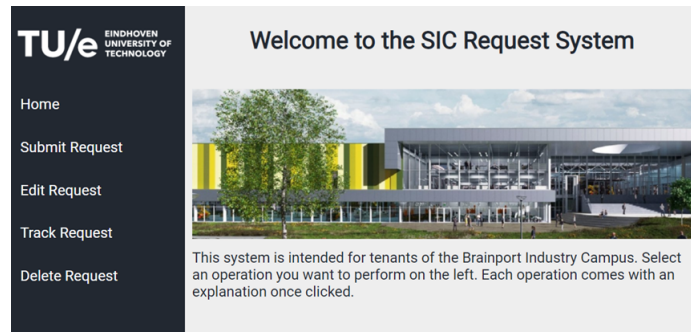 TU/e EINDHOVEN
UNIVERSITY OF
TECHNOLOGY
Home
Submit Request
Edit Request
Track Request
Delete Request
Welcome to the SIC Request System
This system is intended for tenants of the Brainport Industry Campus. Select
an operation you want to perform on the left. Each operation comes with an
explanation once clicked.